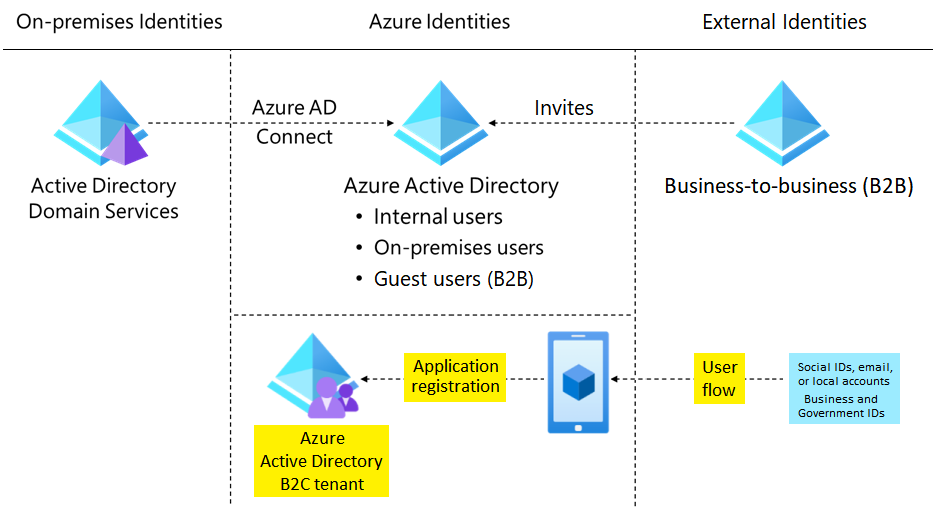 On-premises Identities
Azure Identities
External Identities
Azure AD
Connect
Invites
Active Directory
Domain Services
Azure Active Directory
• Internal users
• On-premises users
• Guest users (B2B)
Business-to-business (B2B)
Application
registration
User
flow
Social IDs, email,
or local accounts
Business and
Government IDs
Azure
Active Directory
B2C tenant